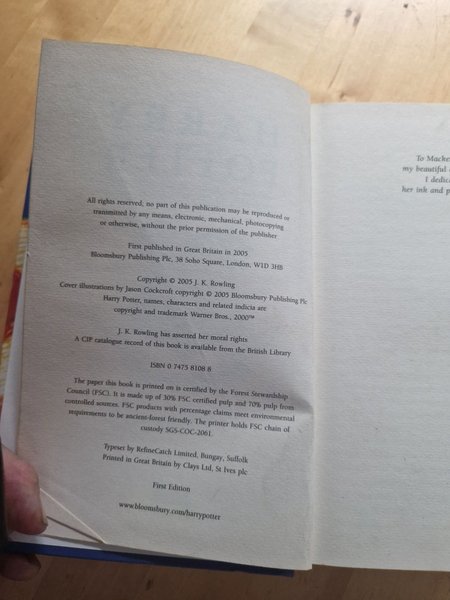 All rights reserved; no part of this publication may be reproduced or
transmitted by any means, electronic, mechanical, photocopying
or otherwise, without the prior permission of the publisher
First published in Great Britain in 2005
Bloomsbury Publishing Plc, 38 Soho Square, London, W1D 3HB
Copyright © 2005 J. K. Rowling
Cover illustrations by Jason Cockcroft copyright © 2005 Bloomsbury Publishing Plc
Harry Potter, names, characters and related indicia are
copyright and trademark Warner Bros., 2000™
J. K. Rowling has asserted her moral rights
A CIP catalogue record of this book is available from the British Library
ISBN 0 7475 8108 8
The paper this book is printed on is certified by the Forest Stewardship
Council (FSC). It is made up of 30% FSC certified pulp and 70% pulp from
controlled sources. FSC products with percentage claims meet environmental
requirements to be ancient-forest friendly. The printer holds FSC chain of
custody SGS-COC-2061.
Typeset by RefineCatch Limited, Bungay, Suffolk
Printed in Great Britain by Clays Ltd, St Ives plc
First Edition
www.bloomsbury.com/harrypotter
To Macke
my beautiful
I dedic
her ink and p